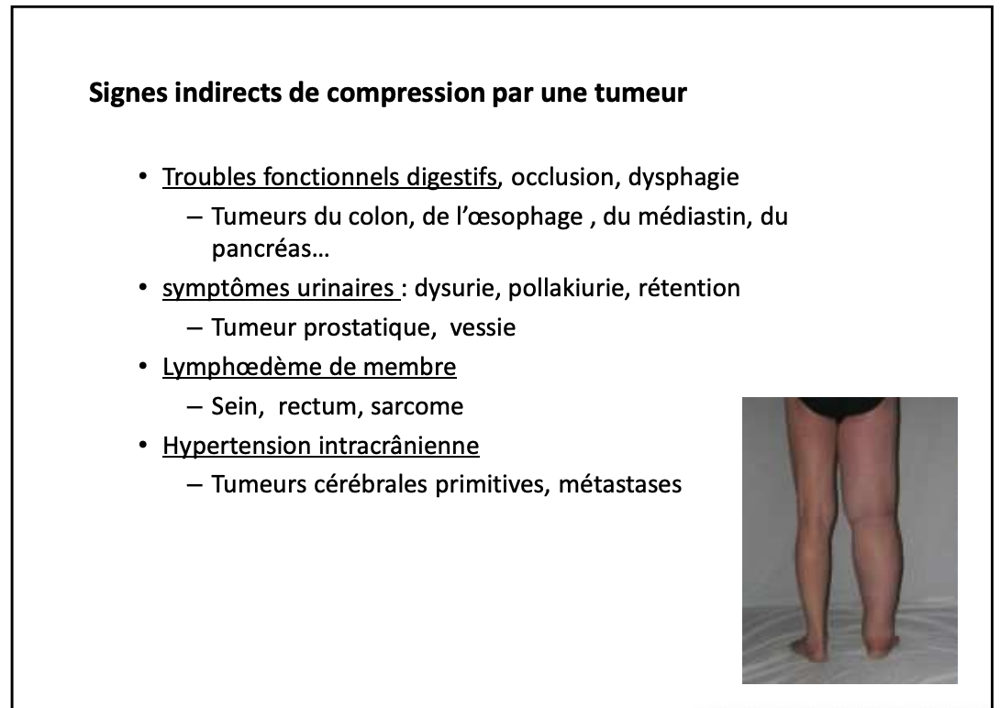 Signes indirects de compression par une tumeur
• Troubles fonctionnels digestifs, occlusion, dysphagie
– Tumeurs du colon, de l’œsophage , du médiastin, du
pancréas…
• symptômes urinaires : dysurie, pollakiurie, rétention
– Tumeur prostatique,  vessie
• Lymphœdème de membre
– Sein,  rectum, sarcome
• Hypertension intracrânienne
– Tumeurs cérébrales primitives, métastases